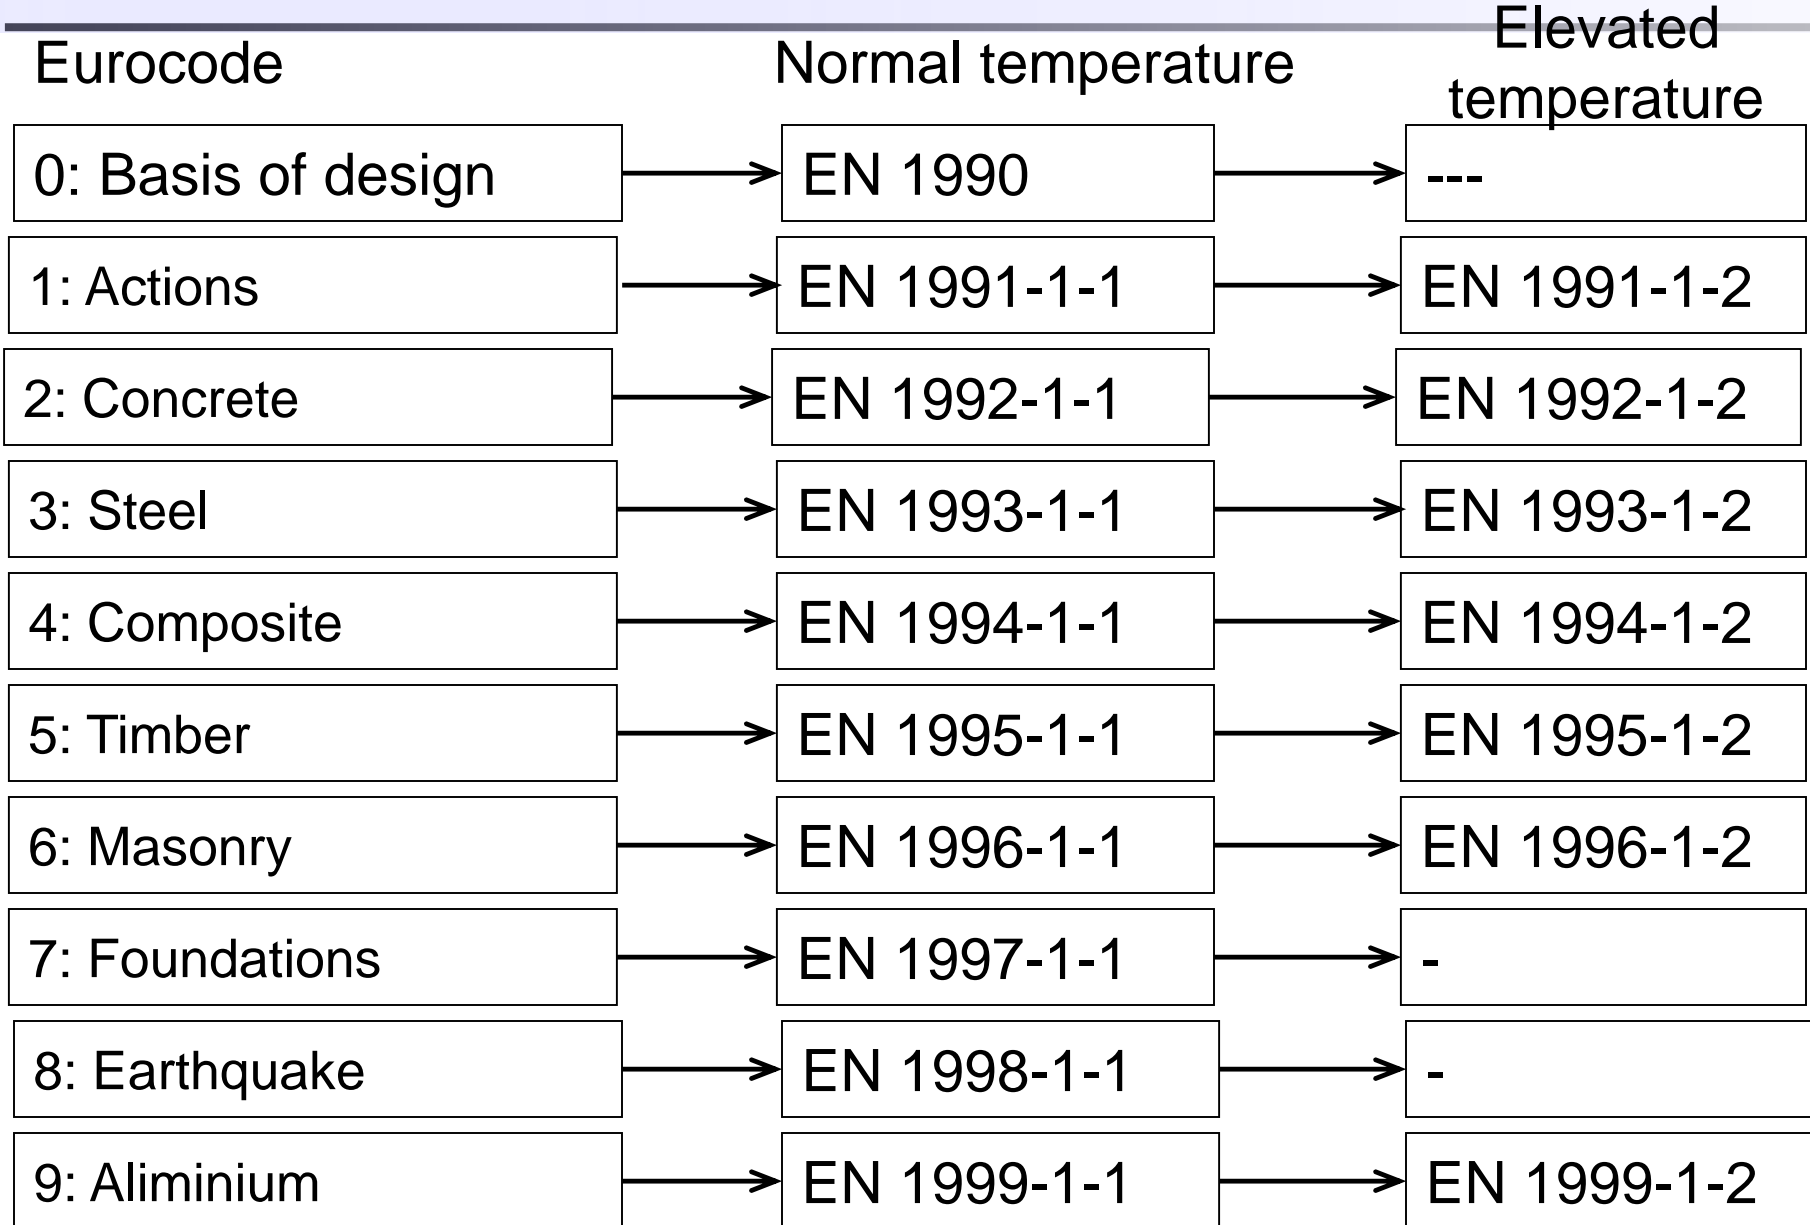 Eurocode
Normal temperature
Elevated
temperature
0: Basis of design
EN 1990
---
1: Actions
EN 1991-1-1
EN 1991-1-2
2: Concrete
EN 1992-1-1
EN 1992-1-2
3: Steel
EN 1993-1-1
EN 1993-1-2
4: Composite
EN 1994-1-1
EN 1994-1-2
5: Timber
EN 1995-1-1
EN 1995-1-2
6: Masonry
EN 1996-1-1
EN 1996-1-2
7: Foundations
EN 1997-1-1
-
8: Earthquake
EN 1998-1-1
-
9: Aliminium
EN 1999-1-1
EN 1999-1-2